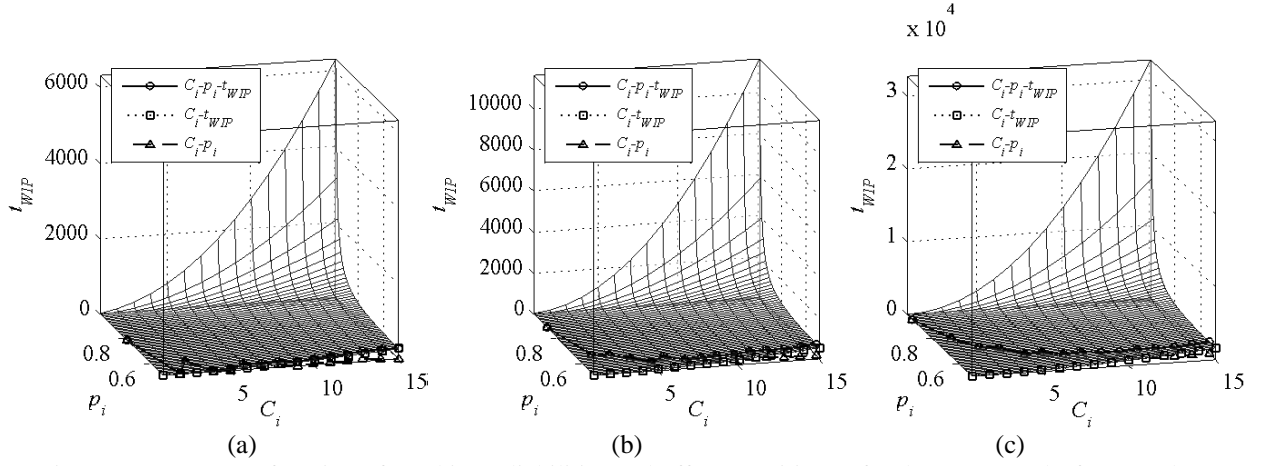 x 10^4
C_i-p_i-t_WIP
C_i-t_WIP
C_i-p_i
6000
4000
2000
0
t_WIP
0.8
0.6
p_i
5
10
15
C_i
(a)
C_i-p_i-t_WIP
C_i-t_WIP
C_i-p_i
10000
8000
6000
4000
2000
0
t_WIP
0.8
0.6
p_i
5
10
15
C_i
(b)
C_i-p_i-t_WIP
C_i-t_WIP
C_i-p_i
3
2
1
0
t_WIP
0.8
0.6
p_i
5
10
15
C_i
(c)